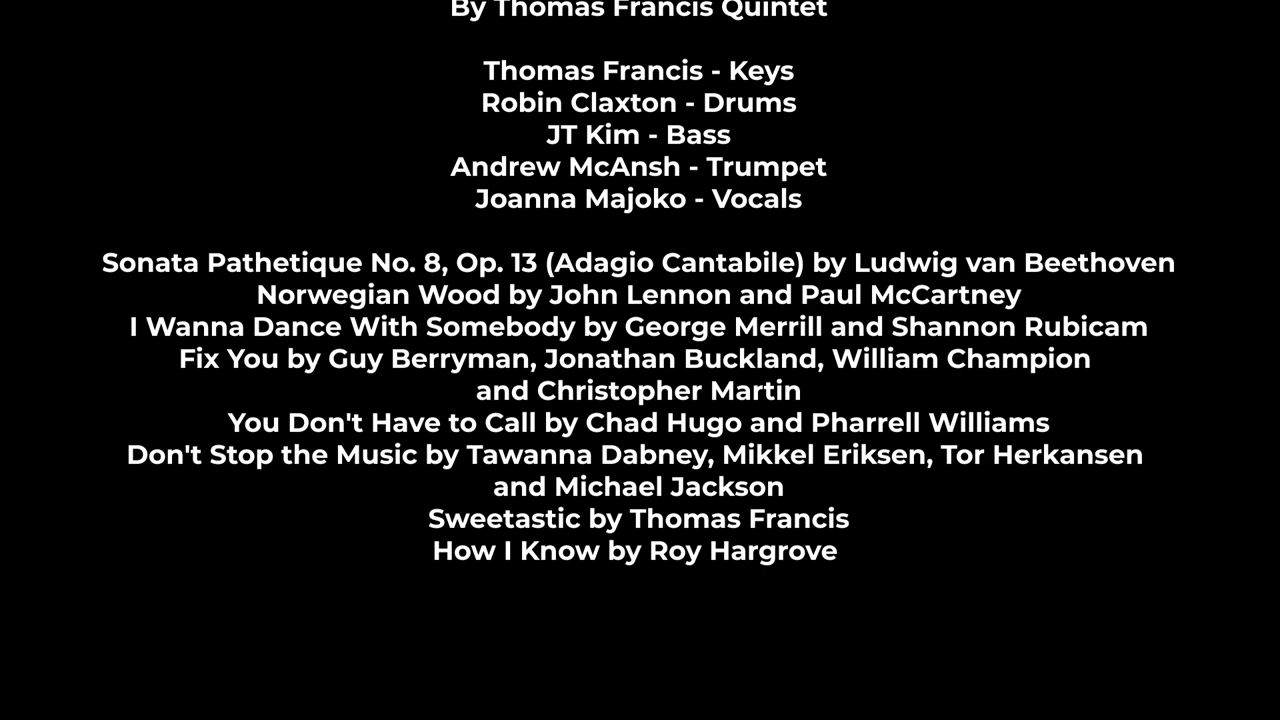 By Thomas Francis Quintet
Thomas Francis - Keys
Robin Claxton - Drums
JT Kim - Bass
Andrew McAnsh - Trumpet
Joanna Majoko - Vocals
Sonata Pathetique No. 8, Op. 13 (Adagio Cantabile) by Ludwig van Beethoven
Norwegian Wood by John Lennon and Paul McCartney
I Wanna Dance With Somebody by George Merrill and Shannon Rubicam
Fix You by Guy Berryman, Jonathan Buckland, William Champion
and Christopher Martin
You Don't Have to Call by Chad Hugo and Pharrell Williams
Don't Stop the Music by Tawanna Dabney, Mikkel Eriksen, Tor Herkansen
and Michael Jackson
Sweetastic by Thomas Francis
How I Know by Roy Hargrove